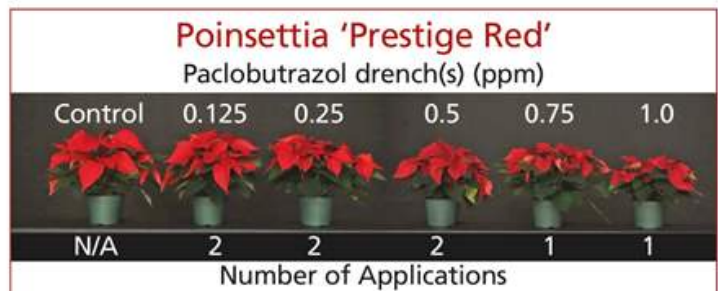 Poinsettia ‘Prestige Red’
Paclobutrazol drench(s) (ppm)
Control 0.125 0.25 0.5 0.75 1.0
N/A 2 2 2 1 1
Number of Applications